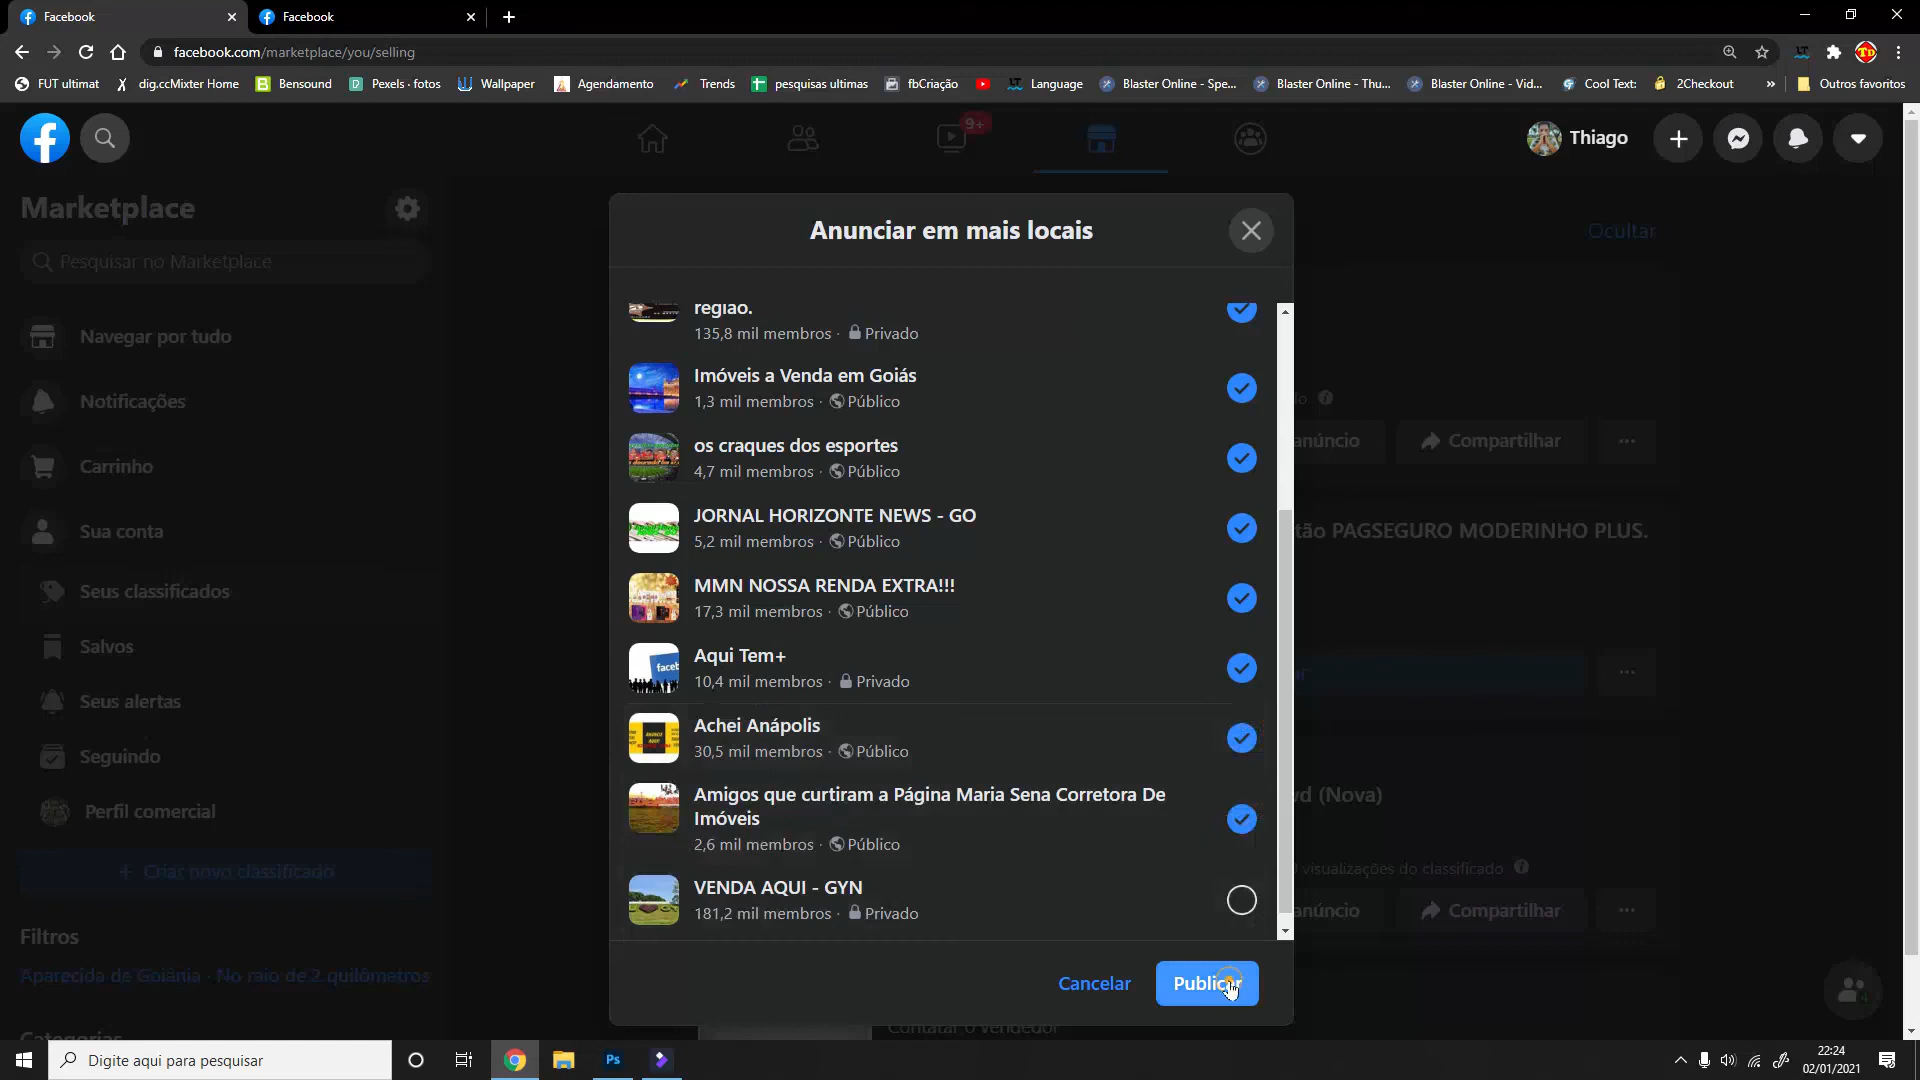 Facebook
Facebook
facebook.com/marketplace/you/selling
FUT ultimat
dig.ccMixter Home
Bensound
Pexels · fotos
Wallpaper
Agendamento
Trends
pesquisas ultimas
fbCriação
Language
Blaster Online - Spe...
Blaster Online - Thu...
Blaster Online - Vid...
Cool Text:
2Checkout
»
Outros favoritos
9+
Thiago
Marketplace
Pesquisar no Marketplace
Navegar por tudo
Notificações
Carrinho
Sua conta
Seus classificados
Salvos
Seus alertas
Seguindo
Perfil comercial
+ Criar novo classificado
Filtros
Aparecida de Goiânia · No raio de 2 quilômetros
Categorias
Anunciar em mais locais
região.
135,8 mil membros · Privado
Imóveis a Venda em Goiás
1,3 mil membros · Público
os craques dos esportes
4,7 mil membros · Público
JORNAL HORIZONTE NEWS - GO
5,2 mil membros · Público
MMN NOSSA RENDA EXTRA!!!
17,3 mil membros · Público
Aqui Tem+
10,4 mil membros · Privado
Achei Anápolis
30,5 mil membros · Público
Amigos que curtiram a Página Maria Sena Corretora De
Imóveis
2,6 mil membros · Público
VENDA AQUI - GYN
181,2 mil membros · Privado
Cancelar
Publicar
Ocultar
anúncio
Compartilhar
...
tão PAGSEGURO MODERINHO PLUS.
...
(Nova)
visualizações do classificado
anúncio
Compartilhar
...
Contatar o vendedor
Digite aqui para pesquisar
Ps
22:24
02/01/2021